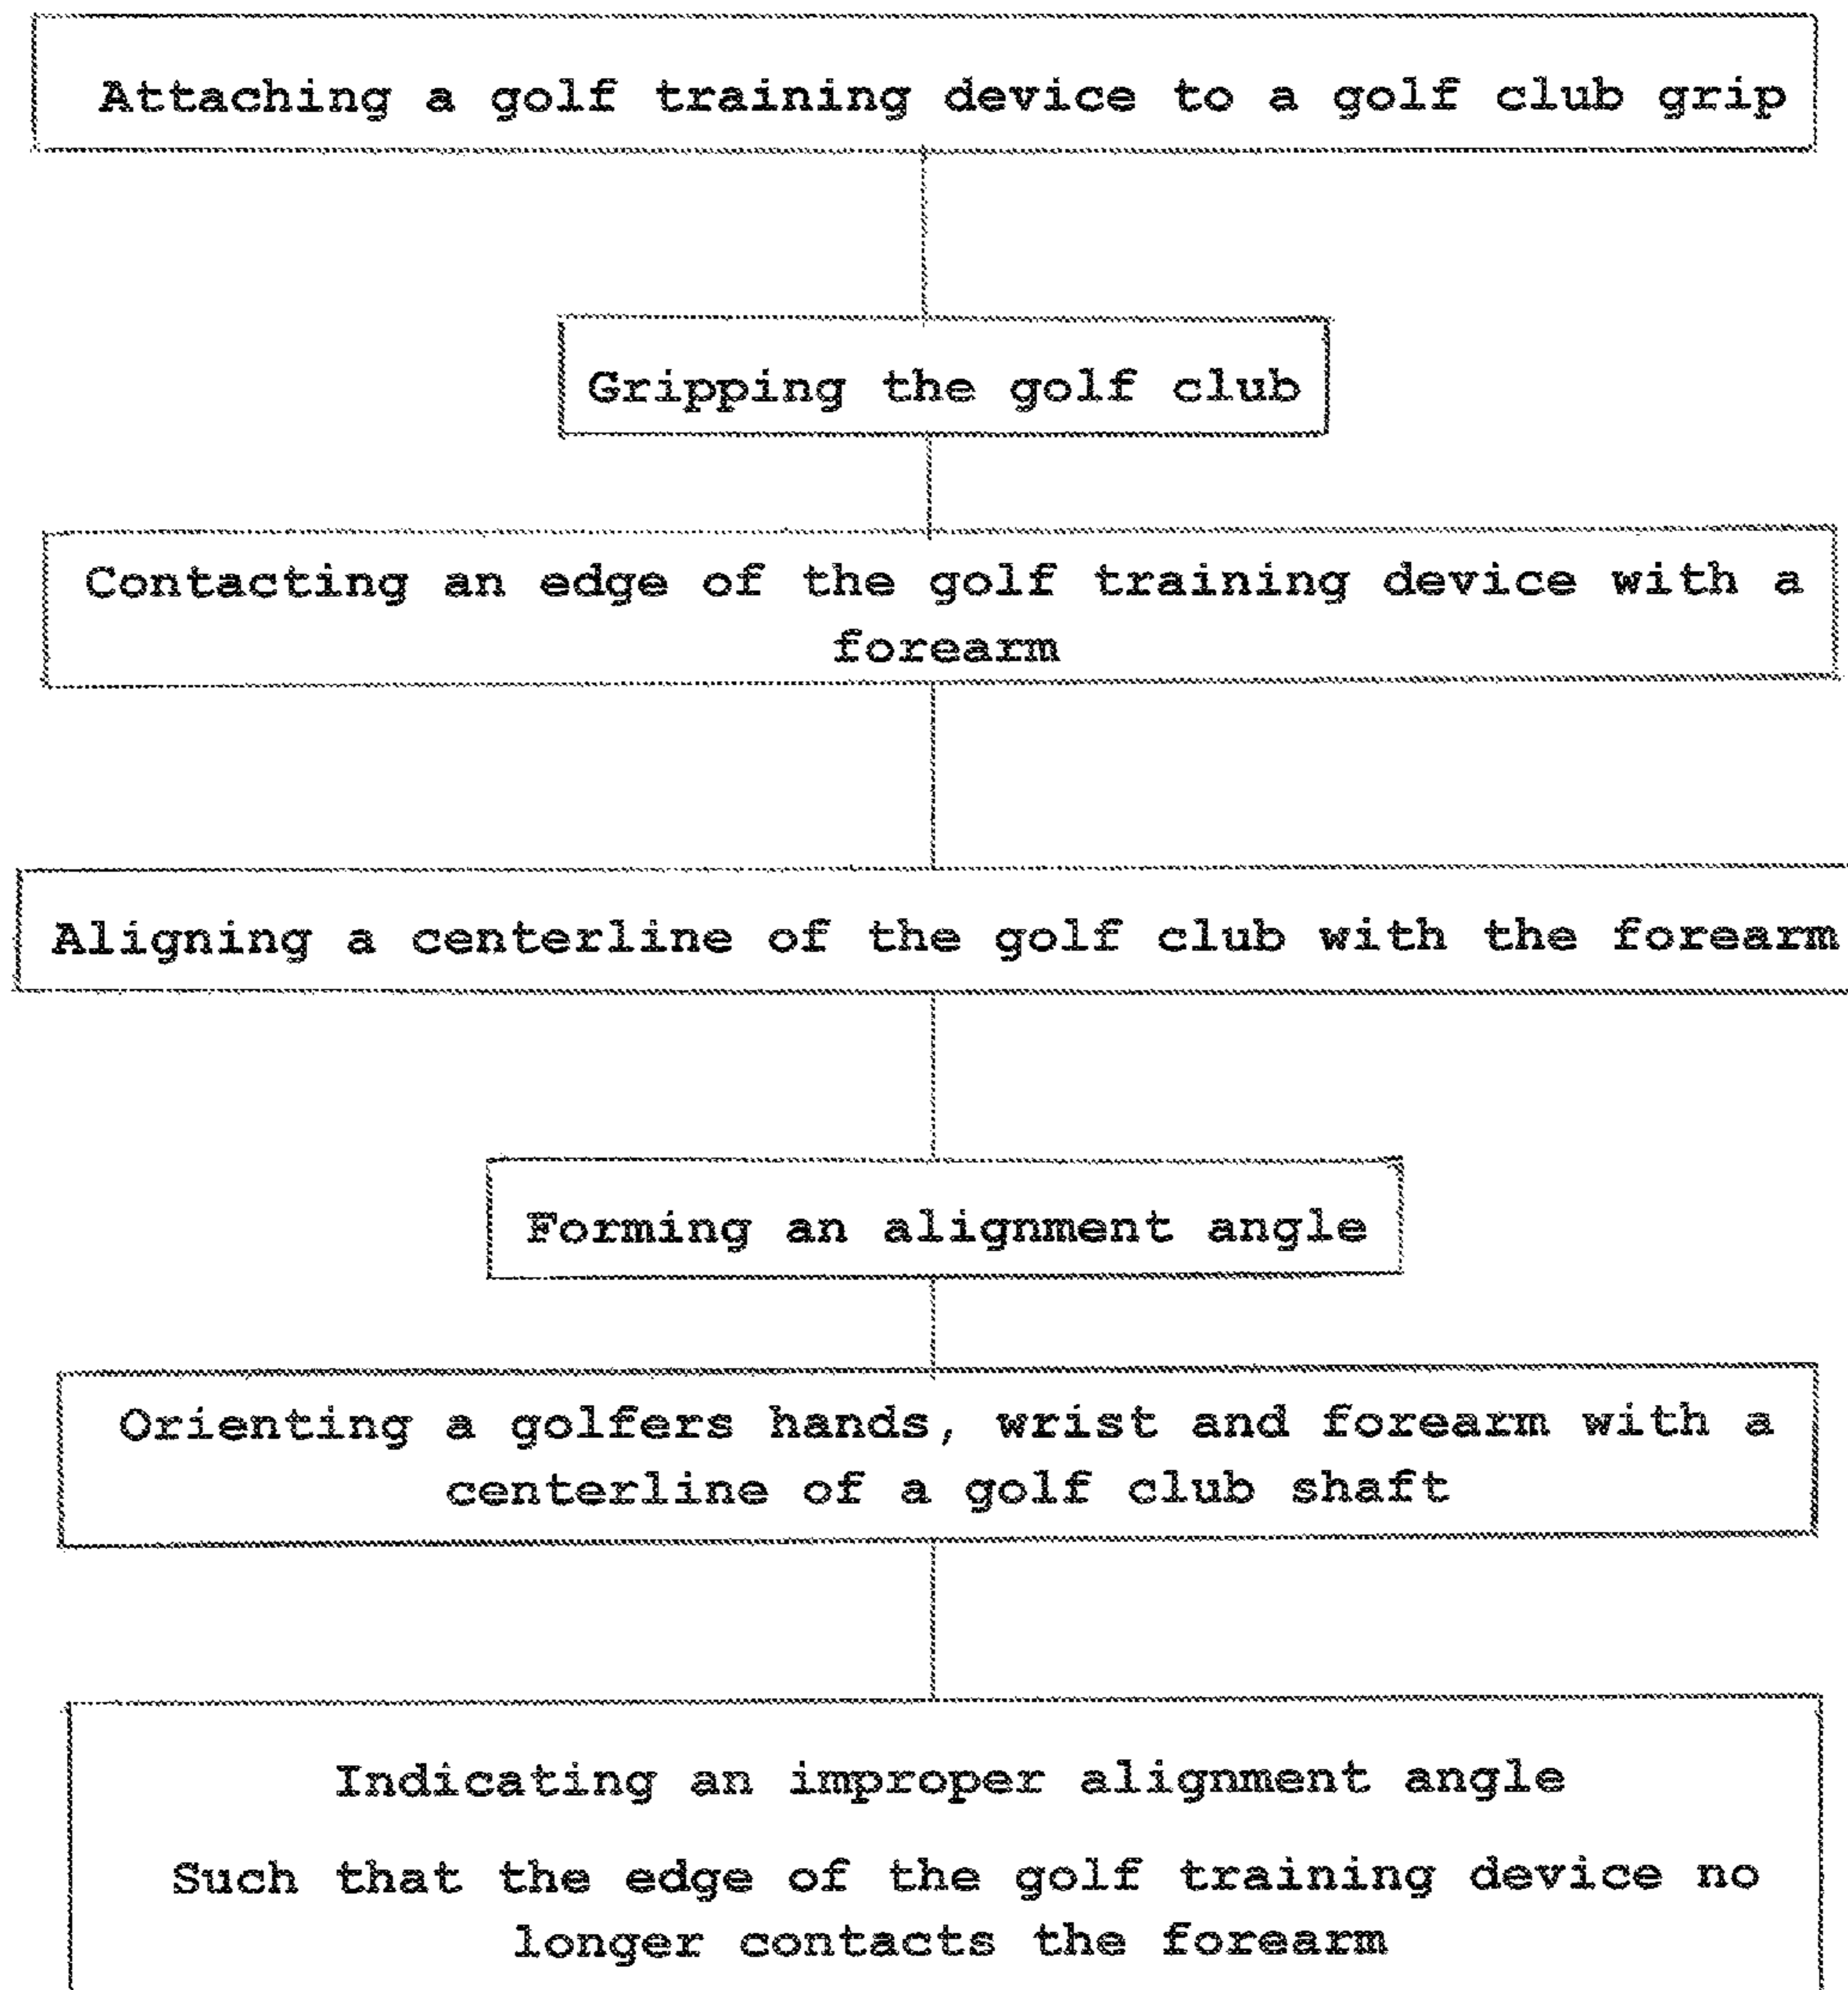 Attaching a golf training device to a golf club grip
Gripping the golf club
Contacting an edge of the golf training device with a
forearm
Aligning a centerline of the golf club with the forearm
Forming an alignment angle
Orienting a golfers hands, wrist and forearm with a
centerline of a golf club shaft
Indicating an improper alignment angle
Such that the edge of the golf training device no
longer contacts the forearm